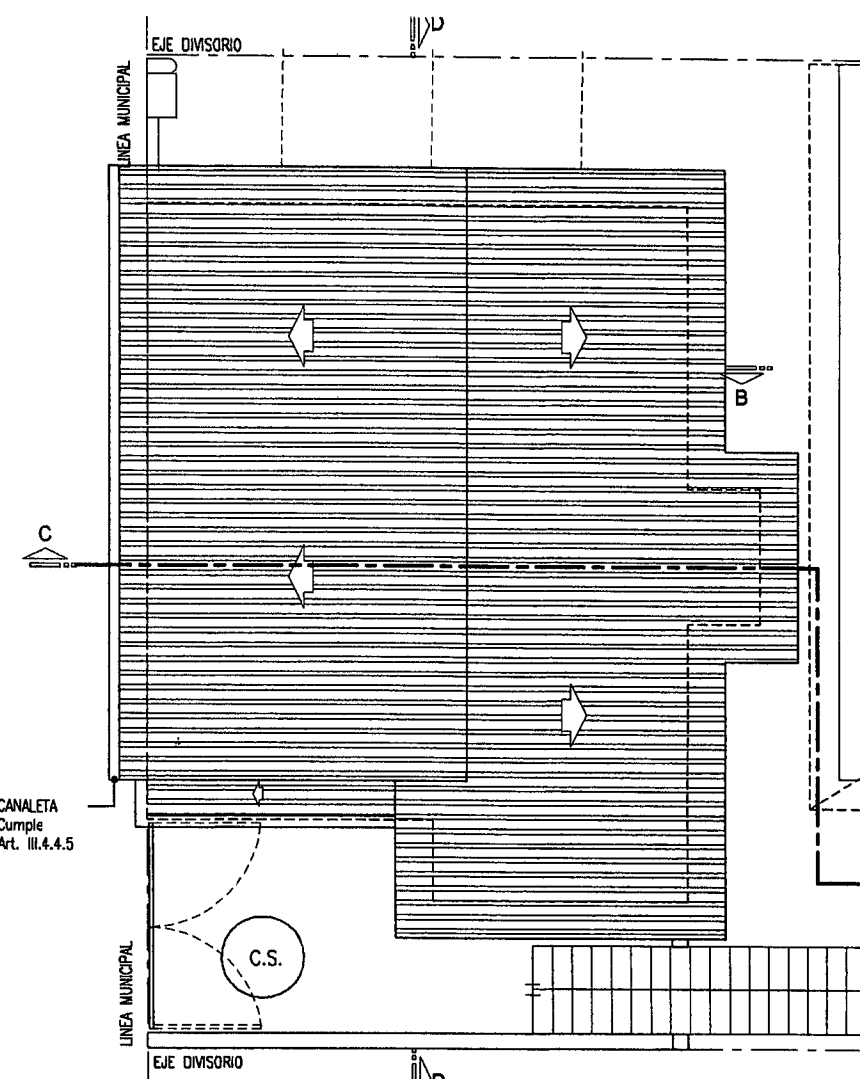 D
EJE DIVISORIO
LINEA MUNICIPAL
B
C
CANALETA
Cumple
Art. III.4.4.5
C.S.
LINEA MUNICIPAL
EJE DIVISORIO
D